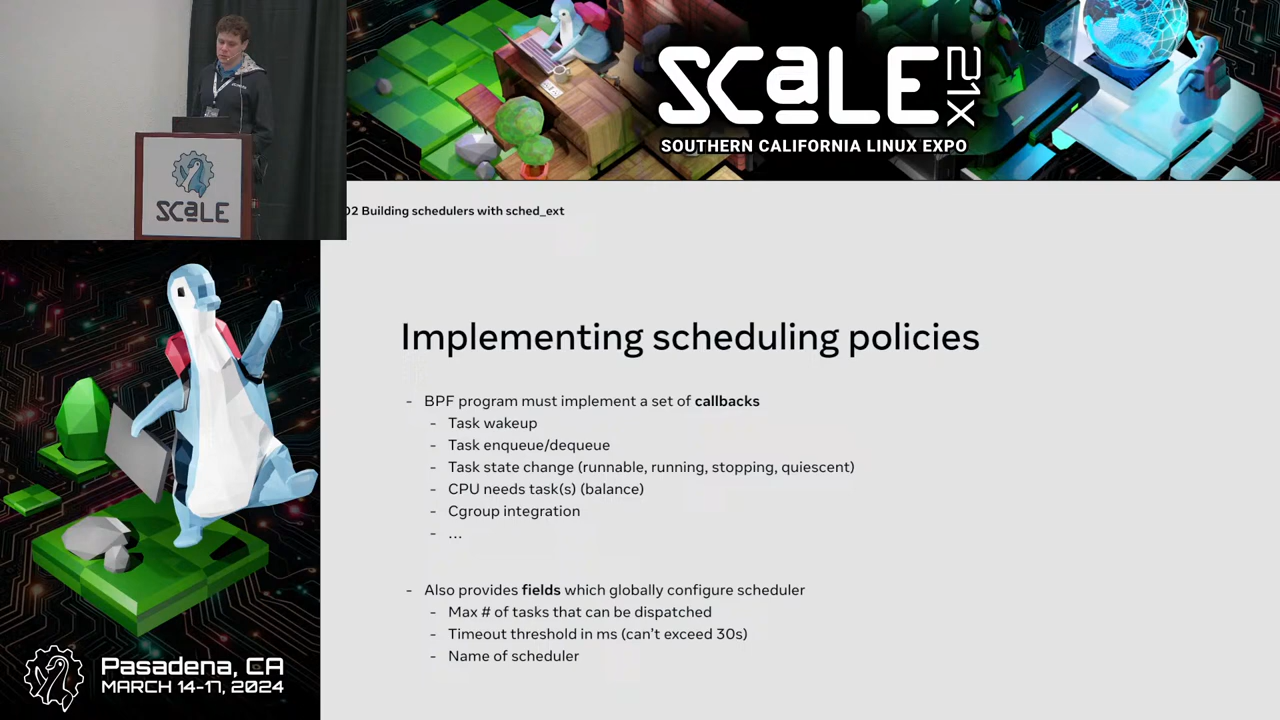 SCALE
21X
SOUTHERN CALIFORNIA LINUX EXPO
SCALE
02 Building schedulers with sched_ext
Implementing scheduling policies
- BPF program must implement a set of callbacks
- Task wakeup
- Task enqueue/dequeue
- Task state change (runnable, running, stopping, quiescent)
- CPU needs task(s) (balance)
- Cgroup integration
- ...
- Also provides fields which globally configure scheduler
- Max # of tasks that can be dispatched
- Timeout threshold in ms (can't exceed 30s)
- Name of scheduler
Pasadena, CA
MARCH 14-17, 2024